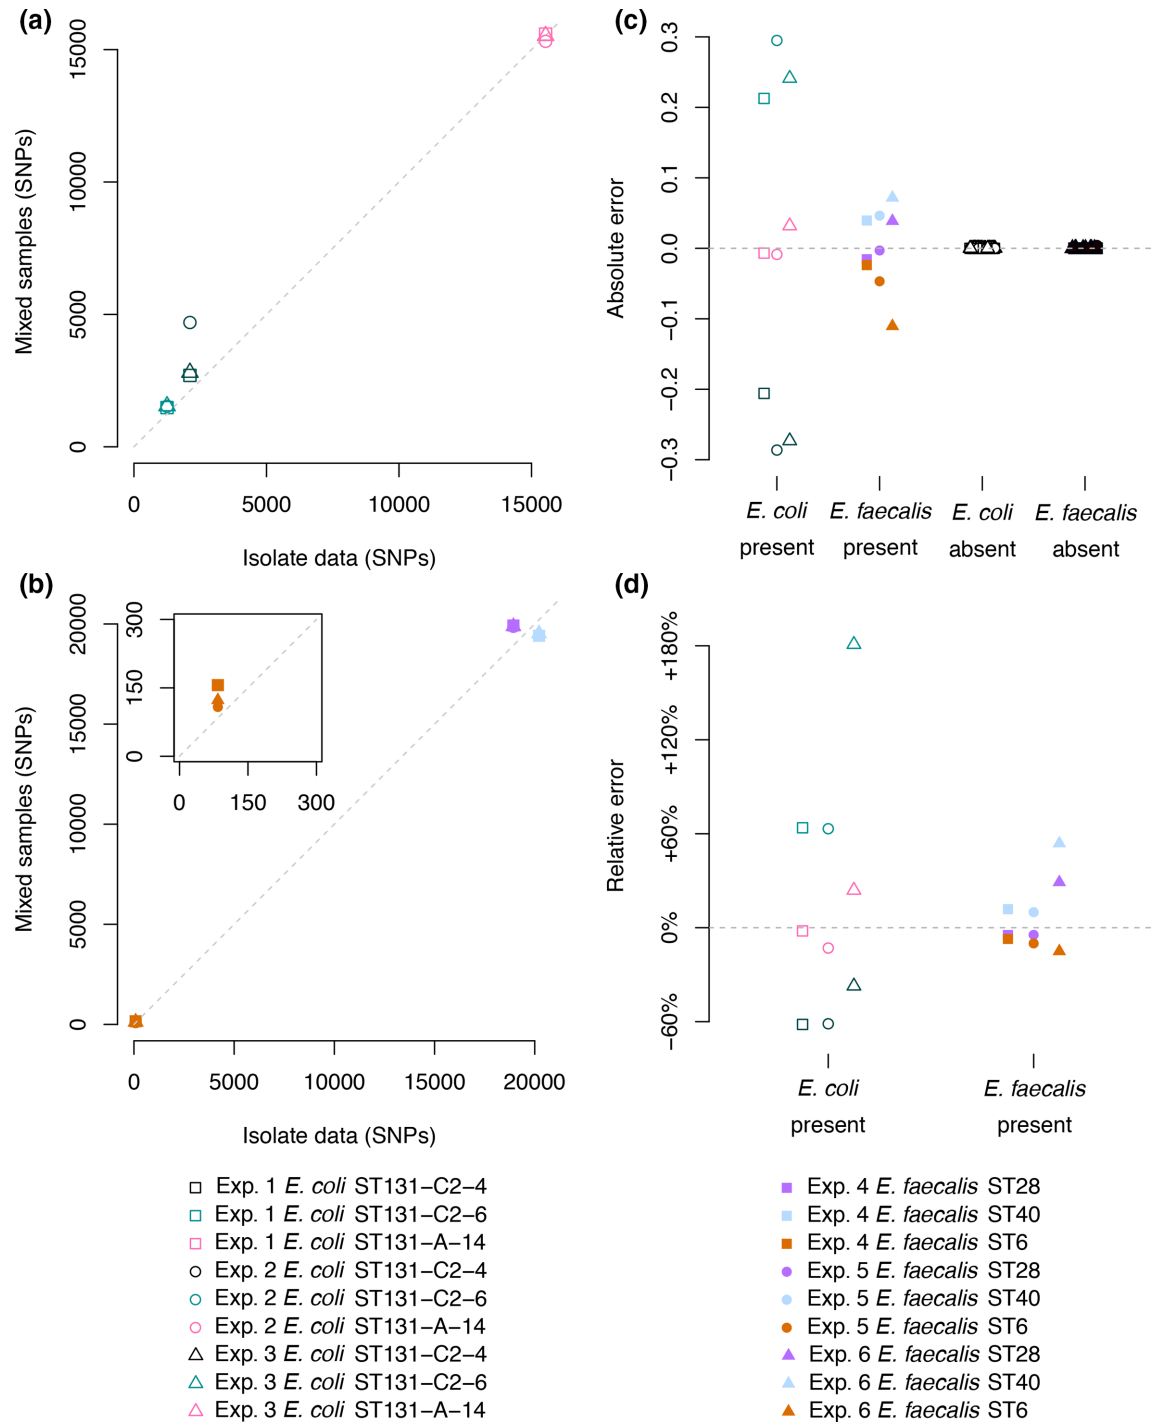 (a)
Mixed samples (SNPs)
15000
10000
5000
0
0 5000 10000 15000
Isolate data (SNPs)
(c)
Absolute error
0.3
0.2
0.1
0.0
−0.1
−0.2
−0.3
E. coli E. faecalis E. coli E. faecalis
present present absent absent
(b)
Mixed samples (SNPs)
20000
15000
10000
5000
0
300
150
0
0 150 300
0 5000 10000 15000 20000
Isolate data (SNPs)
(d)
Relative error
+180%
+120%
+60%
0%
−60%
E. coli E. faecalis
present present
Exp. 1 E. coli ST131−C2−4
Exp. 1 E. coli ST131−C2−6
Exp. 1 E. coli ST131−A−14
Exp. 2 E. coli ST131−C2−4
Exp. 2 E. coli ST131−C2−6
Exp. 2 E. coli ST131−A−14
Exp. 3 E. coli ST131−C2−4
Exp. 3 E. coli ST131−C2−6
Exp. 3 E. coli ST131−A−14
Exp. 4 E. faecalis ST28
Exp. 4 E. faecalis ST40
Exp. 4 E. faecalis ST6
Exp. 5 E. faecalis ST28
Exp. 5 E. faecalis ST40
Exp. 5 E. faecalis ST6
Exp. 6 E. faecalis ST28
Exp. 6 E. faecalis ST40
Exp. 6 E. faecalis ST6